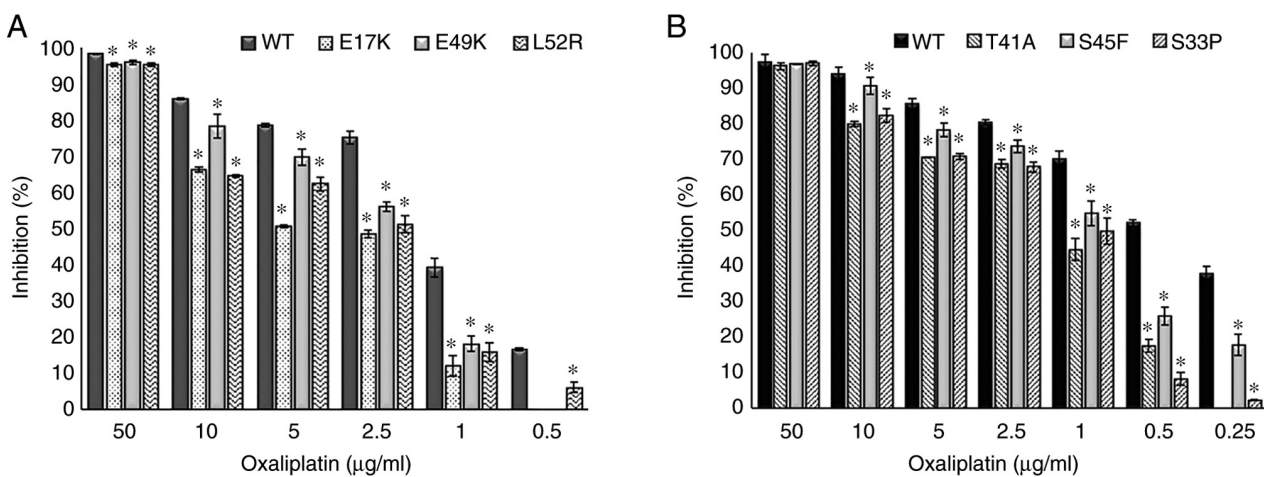 A
WT E17K E49K L52R
100
90
80
70
60
50
40
30
20
10
0
Inhibition (%)
* * *
* * *
* * *
* * *
* * *
*
50 10 5 2.5 1 0.5
Oxaliplatin (μg/ml)
B
WT T41A S45F S33P
100
90
80
70
60
50
40
30
20
10
0
Inhibition (%)
* * *
* * *
* * *
* * *
* * *
* *
50 10 5 2.5 1 0.5 0.25
Oxaliplatin (μg/ml)